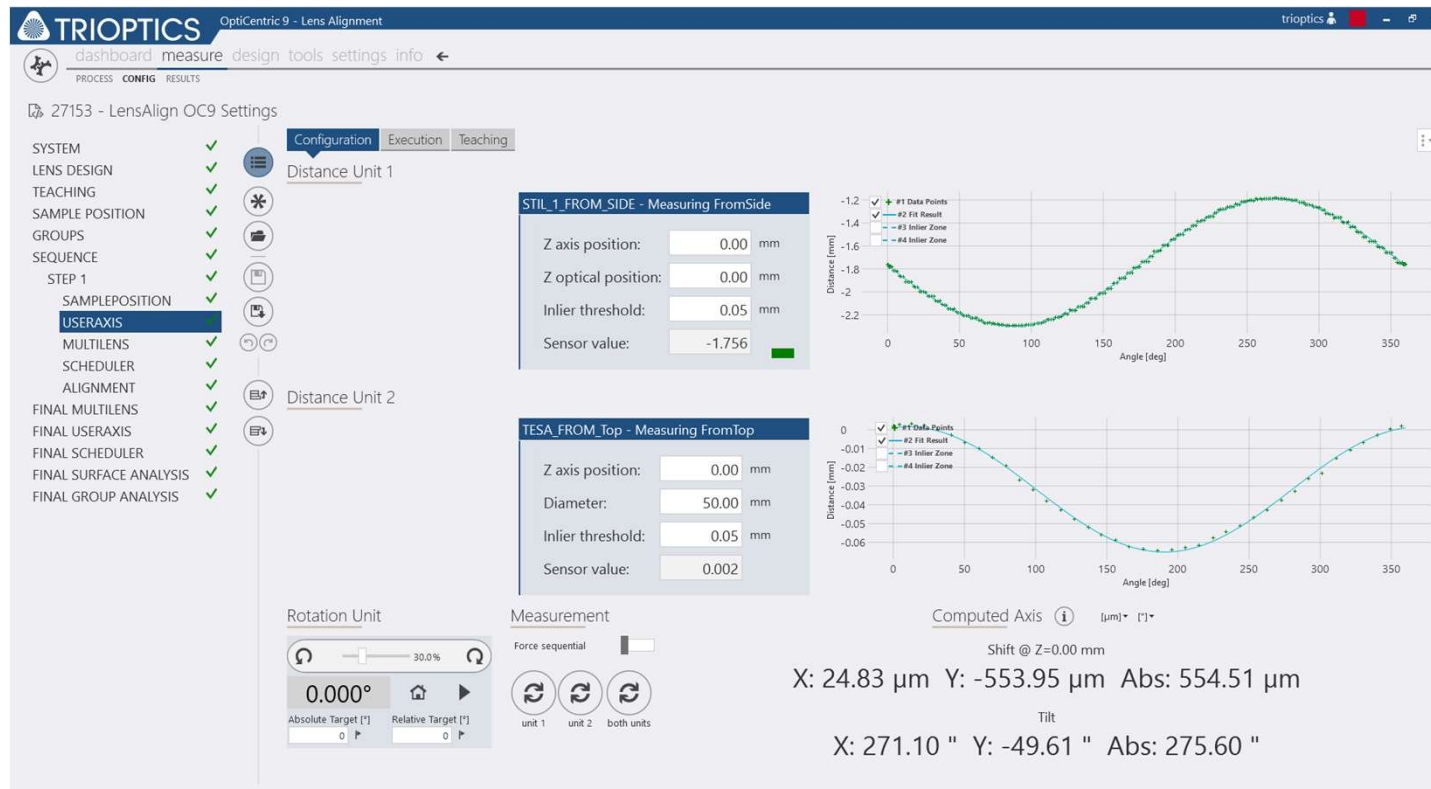 TRIOPTICS OptiCentric 9 - Lens Alignment trioptics
dashboard measure design tools settings info
PROCESS CONFIG RESULTS
27153 - LensAlign OC9 Settings
SYSTEM
LENS DESIGN
TEACHING
SAMPLE POSITION
GROUPS
SEQUENCE
STEP 1
SAMPLEPOSITION
USERAXIS
MULTILENS
SCHEDULER
ALIGNMENT
FINAL MULTILENS
FINAL USERAXIS
FINAL SCHEDULER
FINAL SURFACE ANALYSIS
FINAL GROUP ANALYSIS
Configuration Execution Teaching
Distance Unit 1
STIL_1_FROM_SIDE - Measuring FromSide
Z axis position: 0.00 mm
Z optical position: 0.00 mm
Inlier threshold: 0.05 mm
Sensor value: -1.756
Distance [mm]
-1.2
-1.4
-1.6
-1.8
-2
-2.2
#1 Data Points
#2 Fit Result
#3 Inlier Zone
#4 Inlier Zone
0 50 100 150 200 250 300 350
Angle [deg]
Distance Unit 2
TESA_FROM_Top - Measuring FromTop
Z axis position: 0.00 mm
Diameter: 50.00 mm
Inlier threshold: 0.05 mm
Sensor value: 0.002
Distance [mm]
0
-0.01
-0.02
-0.03
-0.04
-0.05
-0.06
#1 Data Points
#2 Fit Result
#3 Inlier Zone
#4 Inlier Zone
0 50 100 150 200 250 300 350
Angle [deg]
Rotation Unit
30.0%
0.000°
Absolute Target [°] Relative Target [°]
0 0
Measurement
Force sequential
unit 1 unit 2 both units
Computed Axis i [µm] [°]
Shift @ Z=0.00 mm
X: 24.83 µm Y: -553.95 µm Abs: 554.51 µm
Tilt
X: 271.10 " Y: -49.61 " Abs: 275.60 "